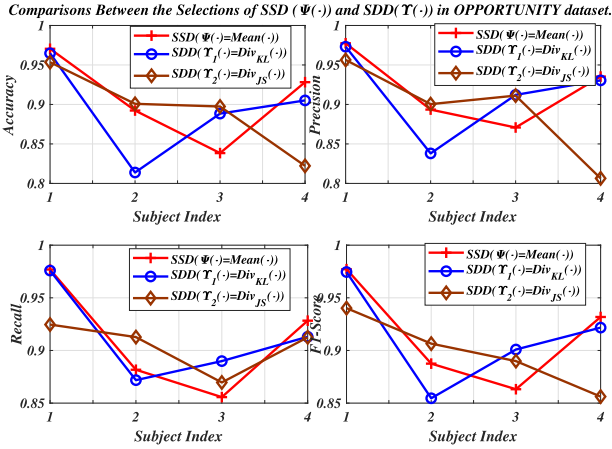 Comparisons Between the Selections of SSD (Ψ(·)) and SDD(ϒ(·)) in OPPORTUNITY dataset.
1
0.95
0.9
0.85
0.8
Accuracy
SSD(Ψ(·)=Mean(·))
SDD(ϒ1(·)=DivKL(·))
SDD(ϒ2(·)=DivJS(·))
1 2 3 4
Subject Index
1
0.95
0.9
0.85
0.8
Precision
SSD(Ψ(·)=Mean(·))
SDD(ϒ1(·)=DivKL(·))
SDD(ϒ2(·)=DivJS(·))
1 2 3 4
Subject Index
1
0.95
0.9
0.85
Recall
SSD(Ψ(·)=Mean(·))
SDD(ϒ1(·)=DivKL(·))
SDD(ϒ2(·)=DivJS(·))
1 2 3 4
Subject Index
1
0.95
0.9
0.85
F1-Score
SSD(Ψ(·)=Mean(·))
SDD(ϒ1(·)=DivKL(·))
SDD(ϒ2(·)=DivJS(·))
1 2 3 4
Subject Index